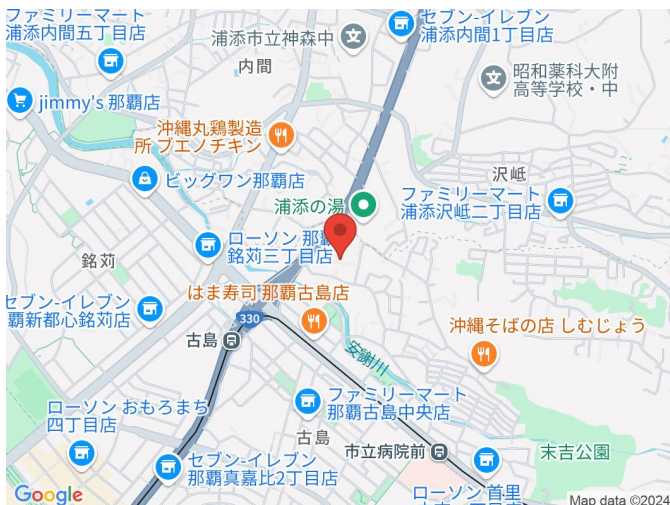 ファミリーマート
浦添内間五丁目店
セブン-イレブン
浦添内間1丁目店
浦添市立神森中
内間
昭和薬科大附
高等学校・中
jimmy's 那覇店
沖縄丸鶏製造
所 ブエノチキン
沢岻
ビッグワン那覇店
ファミリーマート
浦添沢岻二丁目店
浦添の湯
ローソン 那覇
銘苅三丁目店
銘苅
はま寿司 那覇古島店
セブン-イレブン
覇新都心銘苅店
330
古島
沖縄そばの店 しむじょう
安謝川
ファミリーマート
那覇古島中央店
ローソン おもろまち
四丁目店
古島
市立病院前
末吉公園
セブン-イレブン
那覇真嘉比2丁目店
ローソン 首里
Google
Map data ©2024